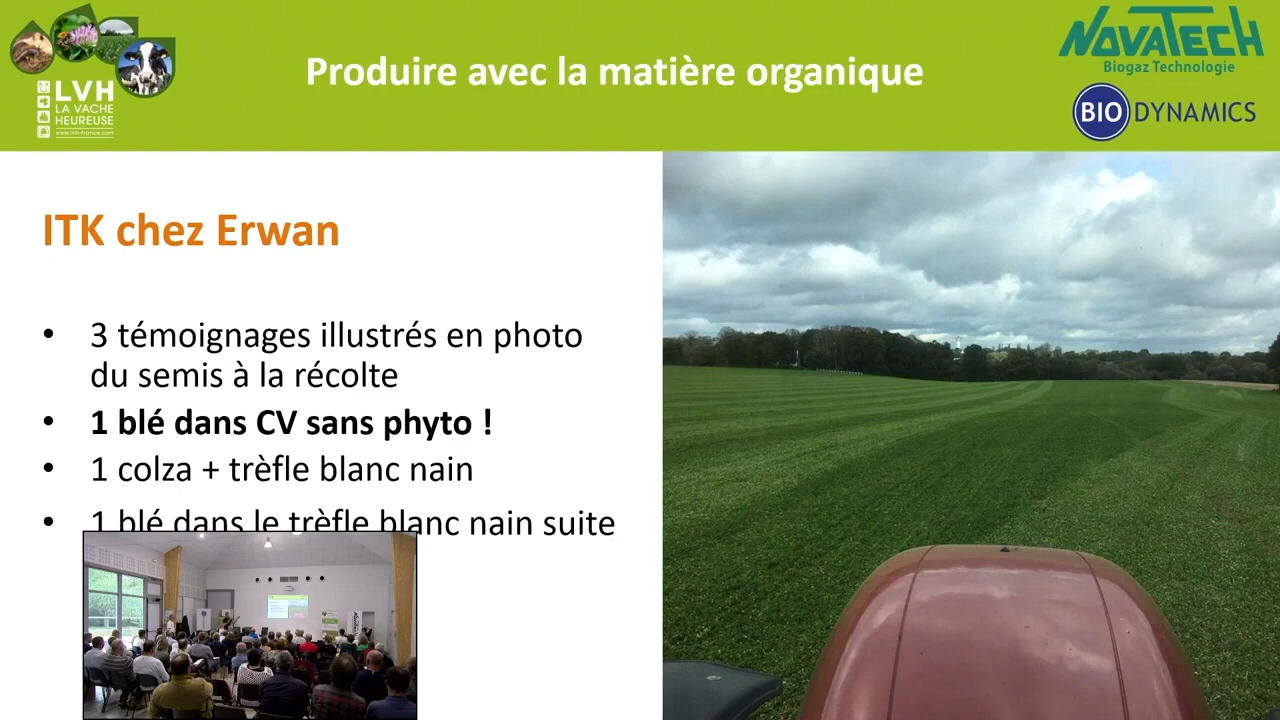 Produire avec la matière organique
LVH
LA VACHE
HEUREUSE
NOVATECH
Biogaz Technologie
BIO DYNAMICS
ITK chez Erwan
• 3 témoignages illustrés en photo
du semis à la récolte
• 1 blé dans CV sans phyto !
• 1 colza + trèfle blanc nain
• 1 blé dans le trèfle blanc nain suite